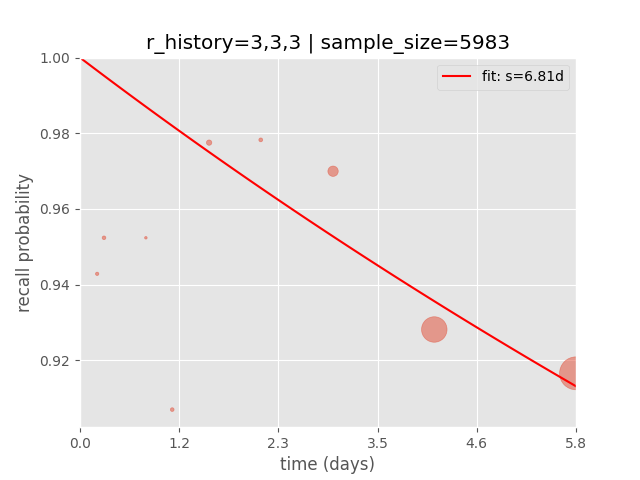 r_history=3,3,3 | sample_size=5983
fit: s=6.81d
recall probability
1.00
0.98
0.96
0.94
0.92
0.0 1.2 2.3 3.5 4.6 5.8
time (days)